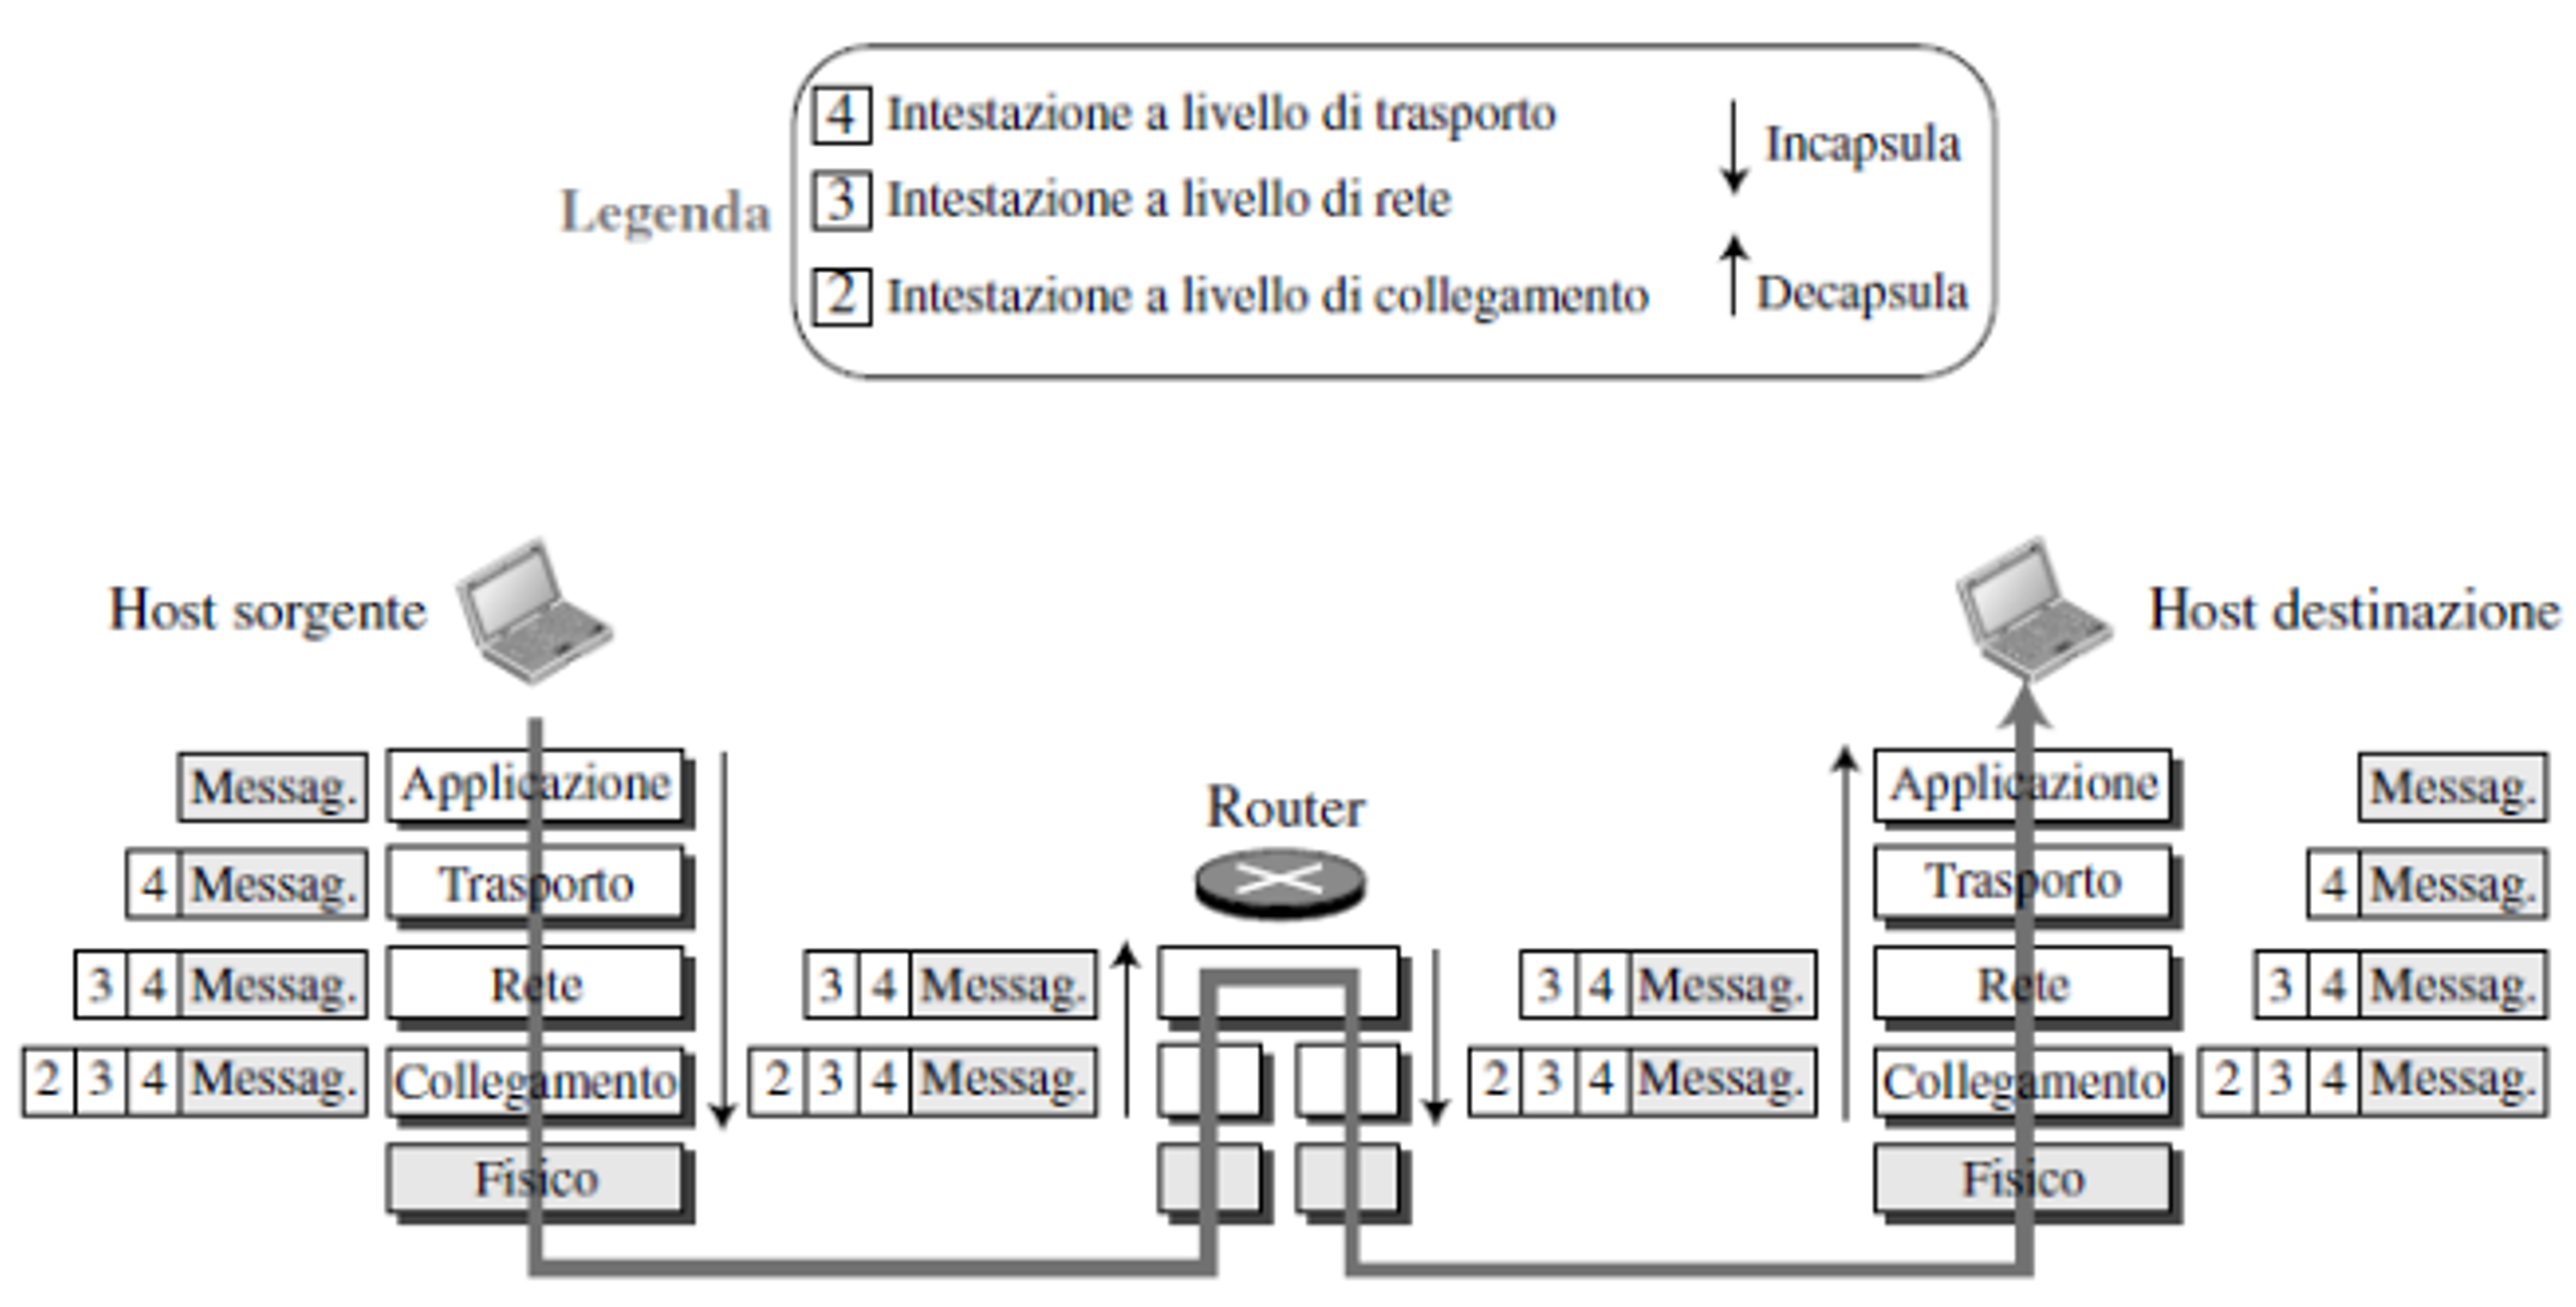 Legenda
4 Intestazione a livello di trasporto
3 Intestazione a livello di rete
2 Intestazione a livello di collegamento
Incapsula
Decapsula
Host sorgente
Host destinazione
Router
Messag. Applicazione
4 Messag. Trasporto
3 4 Messag. Rete
2 3 4 Messag. Collegamento
Fisico
3 4 Messag.
2 3 4 Messag.
3 4 Messag.
2 3 4 Messag.
Applicazione Messag.
Trasporto 4 Messag.
Rete 3 4 Messag.
Collegamento 2 3 4 Messag.
Fisico